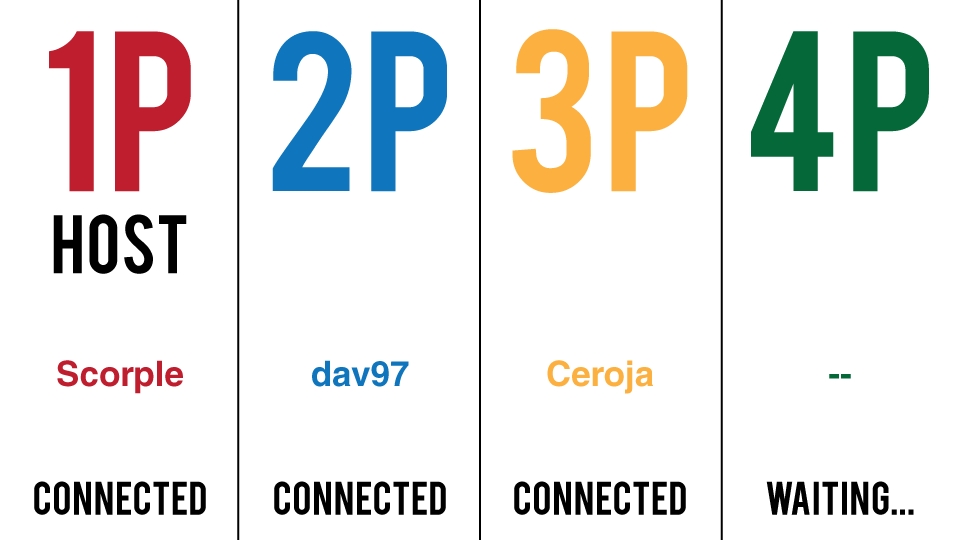 1P
HOST
Scorple
CONNECTED
2P
dav97
CONNECTED
3P
Ceroja
CONNECTED
4P
--
WAITING...